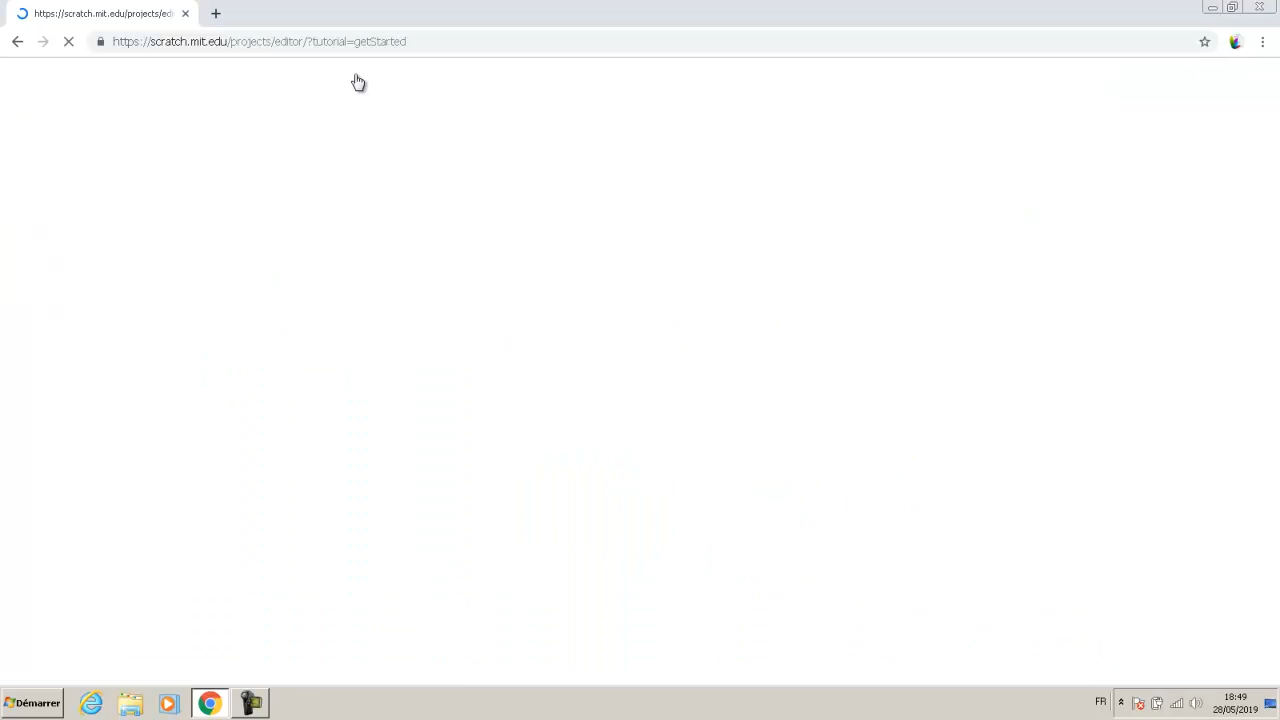 https://scratch.mit.edu/projects/edi
https://scratch.mit.edu/projects/editor/?tutorial=getStarted
Démarrer
FR
18:49
28/05/2019